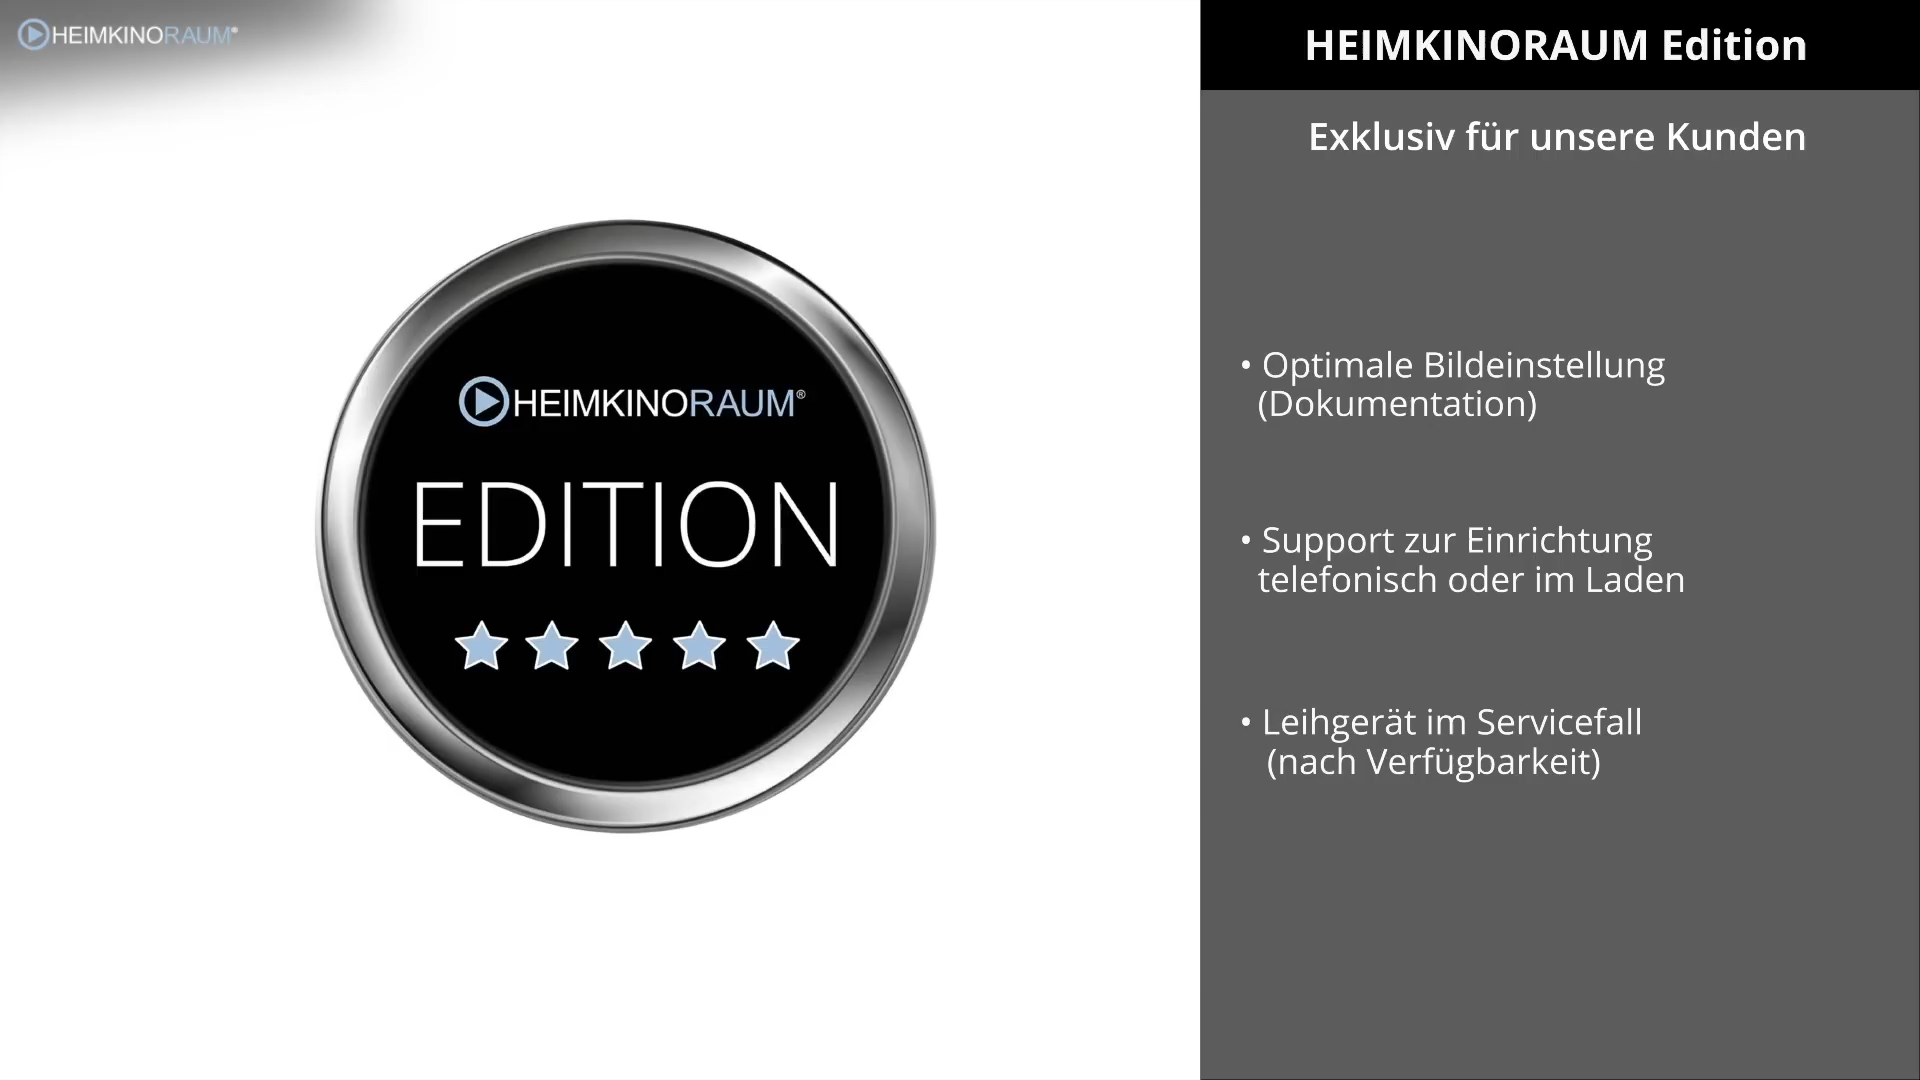 HEIMKINORAUM®
HEIMKINORAUM®
EDITION
HEIMKINORAUM Edition
Exklusiv für unsere Kunden
• Optimale Bildeinstellung
(Dokumentation)
• Support zur Einrichtung
telefonisch oder im Laden
• Leihgerät im Servicefall
(nach Verfügbarkeit)